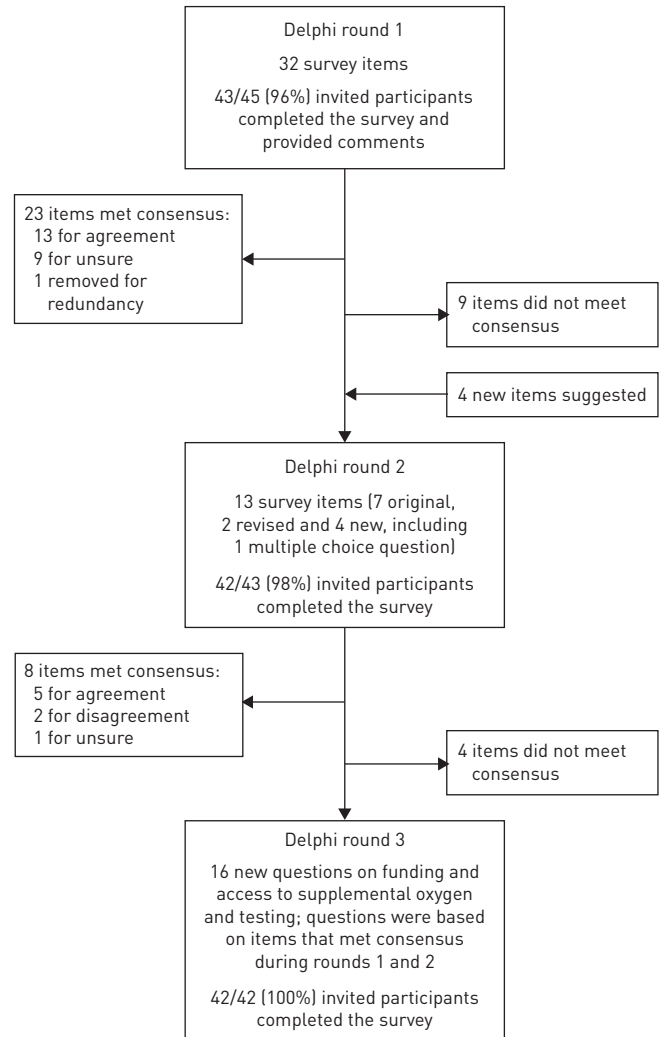 Delphi round 1
32 survey items
43/45 (96%) invited participants
completed the survey and
provided comments
23 items met consensus:
13 for agreement
9 for unsure
1 removed for
redundancy
9 items did not meet
consensus
4 new items suggested
Delphi round 2
13 survey items (7 original,
2 revised and 4 new, including
1 multiple choice question)
42/43 (98%) invited participants
completed the survey
8 items met consensus:
5 for agreement
2 for disagreement
1 for unsure
4 items did not meet
consensus
Delphi round 3
16 new questions on funding and
access to supplemental oxygen
and testing; questions were based
on items that met consensus
during rounds 1 and 2
42/42 (100%) invited participants
completed the survey